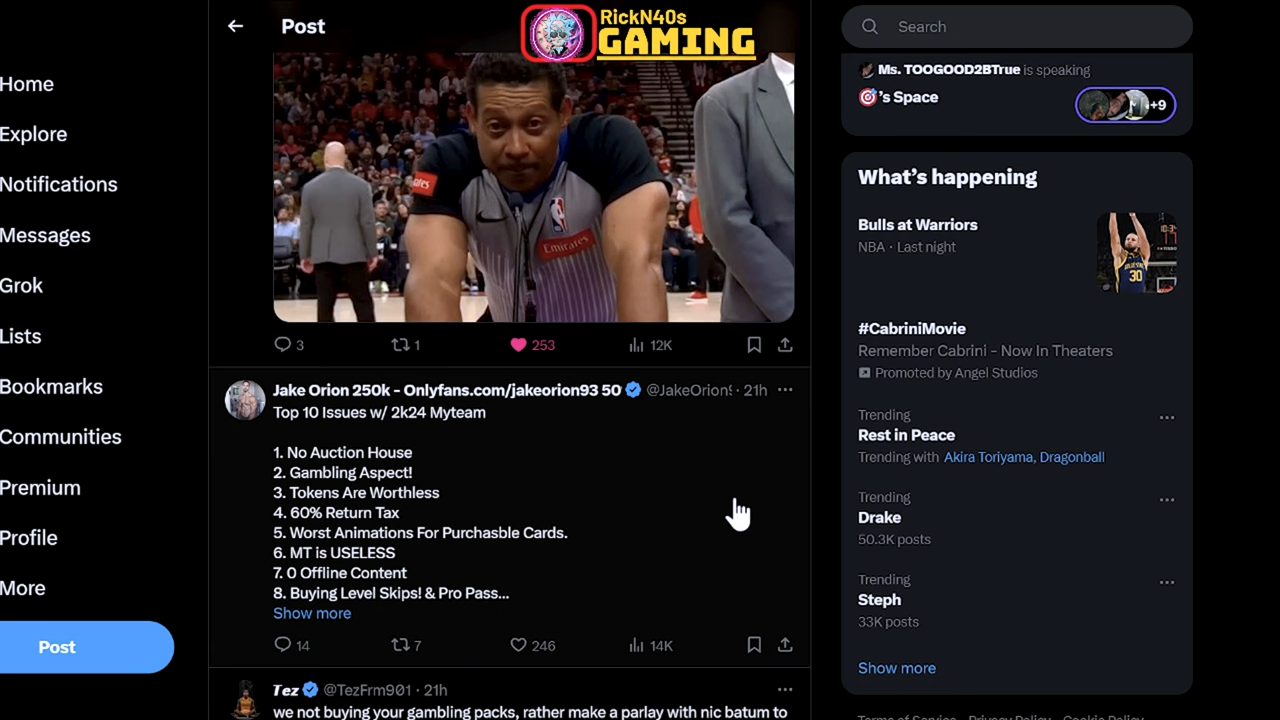 Home
Explore
Notifications
Messages
Grok
Lists
Bookmarks
Communities
Premium
Profile
More
Post
Post
RickN40s
GAMING
Emirates
3
1
253
12K
Jake Orion 250k - Onlyfans.com/jakeorion93 50 @JakeOrion · 21h
Top 10 Issues w/ 2k24 Myteam
1. No Auction House
2. Gambling Aspect!
3. Tokens Are Worthless
4. 60% Return Tax
5. Worst Animations For Purchasble Cards.
6. MT is USELESS
7. 0 Offline Content
8. Buying Level Skips! & Pro Pass...
Show more
14
7
246
14K
Tez @TezFrm901 · 21h
we not buying your gambling packs, rather make a parlay with nic batum to
Search
Ms. TOOGOOD2BTrue is speaking
🎯's Space
+9
What's happening
Bulls at Warriors
NBA · Last night
30
#CabriniMovie
Remember Cabrini - Now In Theaters
Promoted by Angel Studios
Trending
Rest in Peace
Trending with Akira Toriyama, Dragonball
Trending
Drake
50.3K posts
Trending
Steph
33K posts
Show more
Terms of Service Privacy Policy Cookie Policy